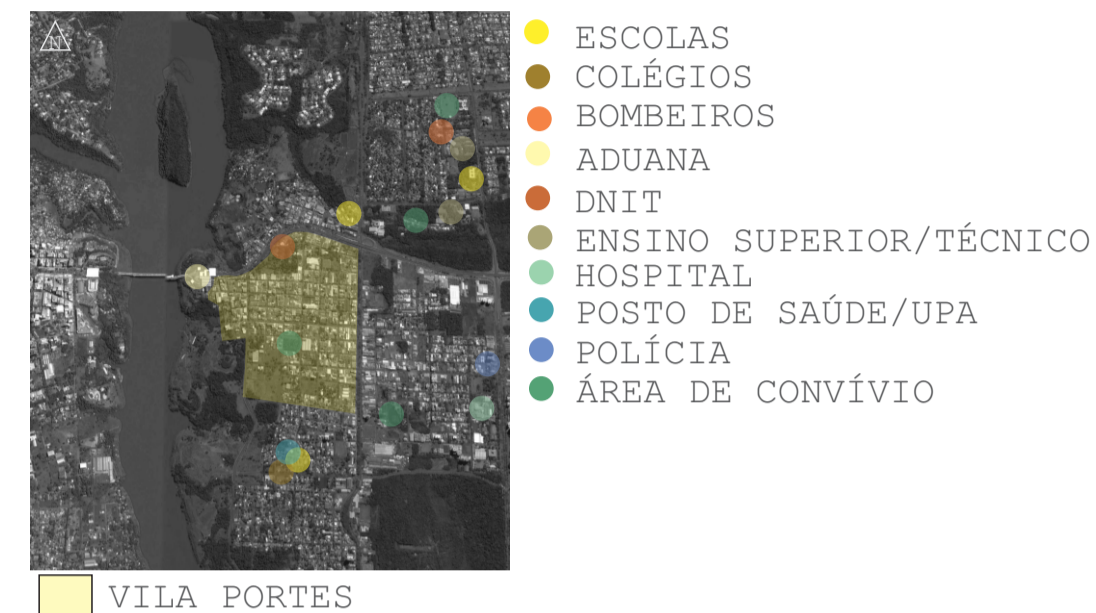 N
ESCOLAS
COLÉGIOS
BOMBEIROS
ADUANA
DNIT
ENSINO SUPERIOR/TÉCNICO
HOSPITAL
POSTO DE SAÚDE/UPA
POLÍCIA
ÁREA DE CONVÍVIO
VILA PORTES